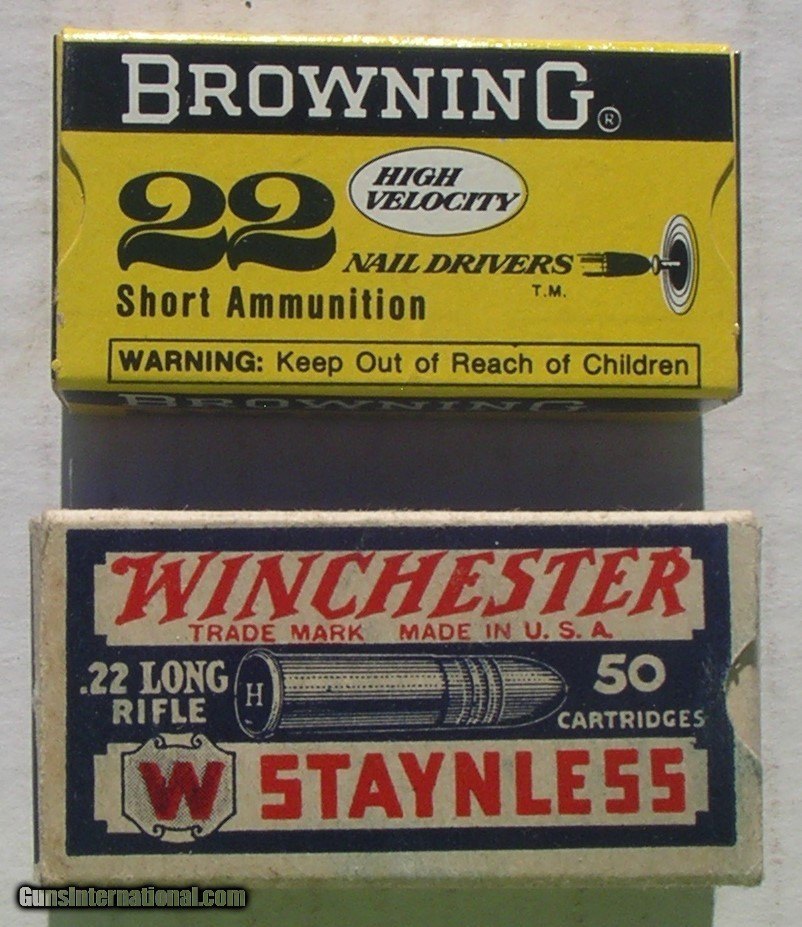 BROWNING®
22
HIGH
VELOCITY
NAIL DRIVERS
T.M.
Short Ammunition
WARNING: Keep Out of Reach of Children
BROWNING
WINCHESTER
TRADE MARK MADE IN U.S.A.
.22 LONG
RIFLE
H
50
CARTRIDGES
W STAYNLESS
GunsInternational.com